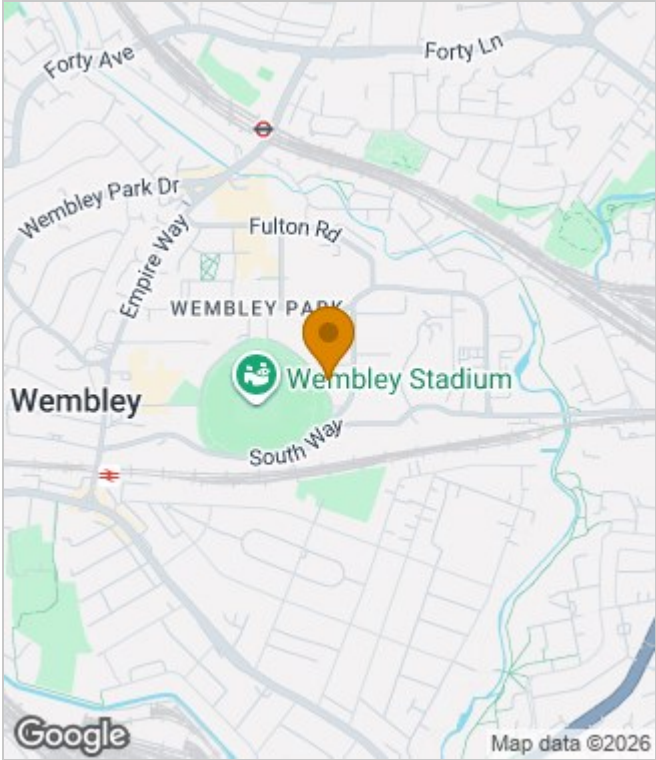 Forty Ave
Forty Ln
Wembley Park Dr
Empire Way
Fulton Rd
WEMBLEY PARK
Wembley Stadium
Wembley
South Way
Google
Map data ©2026